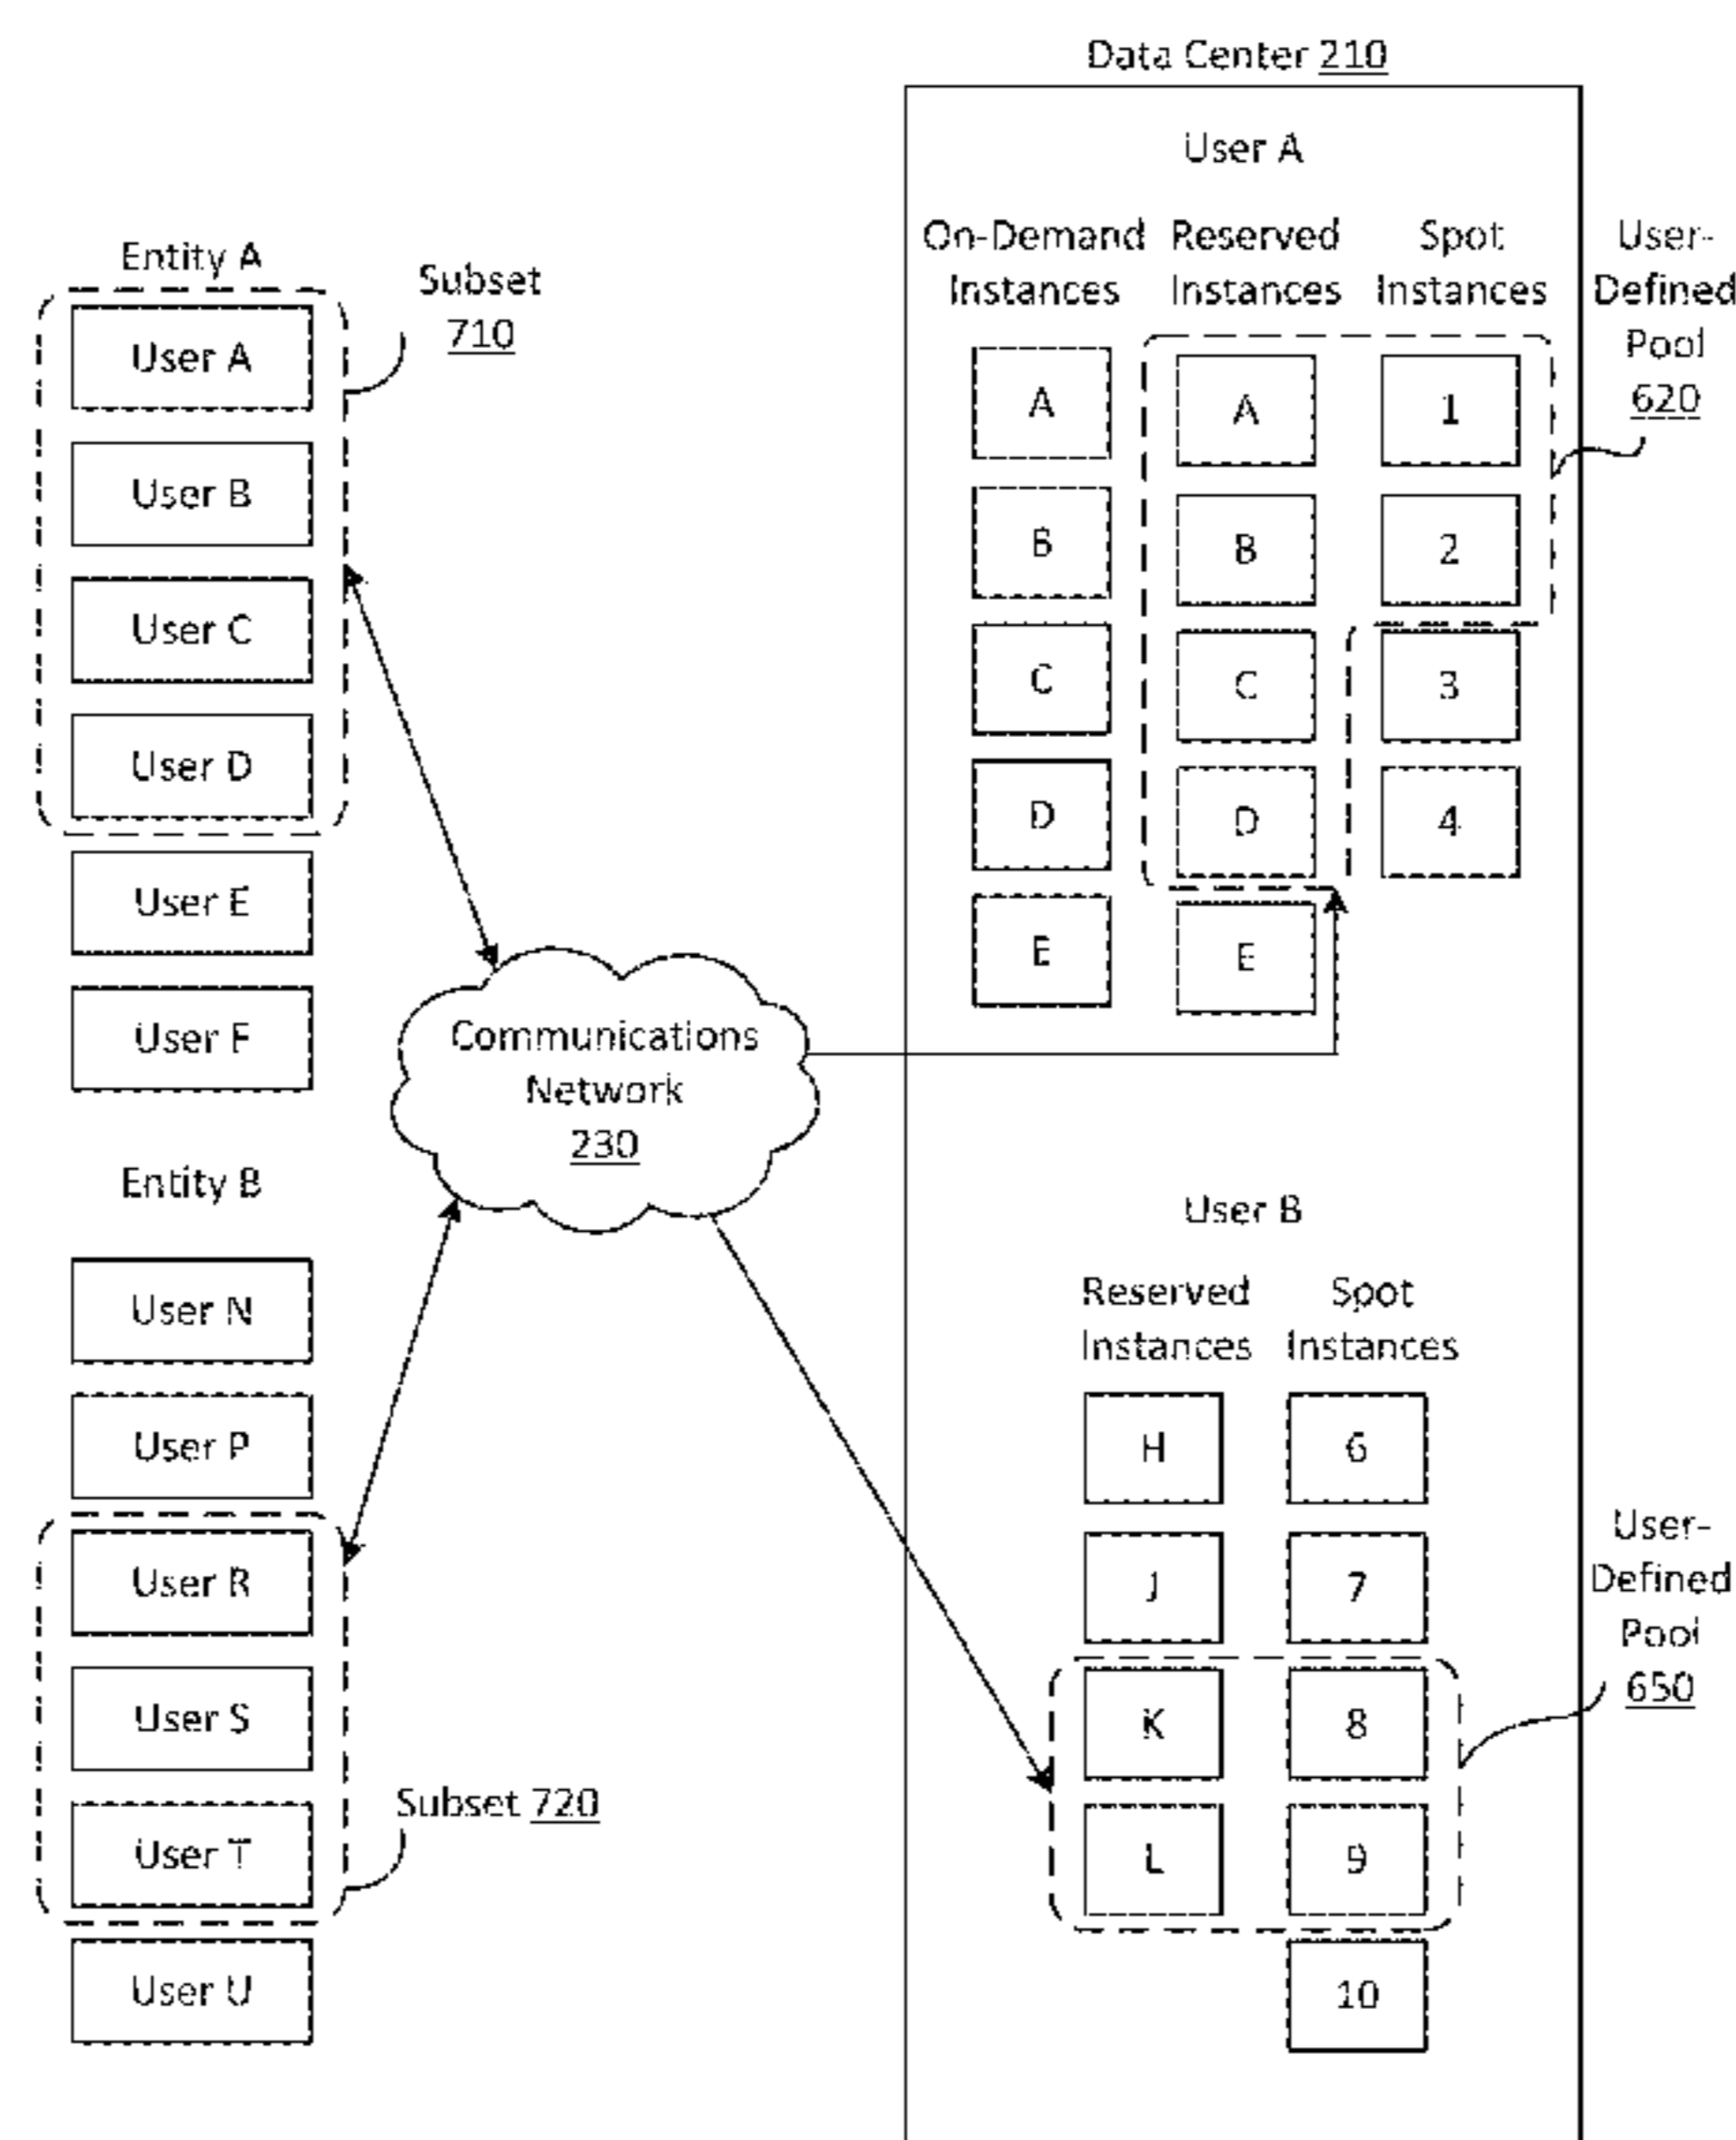 Data Center 210
User A
On-Demand Instances
Reserved Instances
Spot Instances
User-
Defined
Pool
620
A
B
C
D
E
A
B
C
D
E
1
2
3
4
Entity A
User A
User B
User C
User D
User E
User F
Subset
710
Communications
Network
230
Entity B
User N
User P
User R
User S
User T
User U
Subset 720
User B
Reserved
Instances
Spot
Instances
H
J
K
L
6
7
8
9
10
User-
Defined
Pool
650